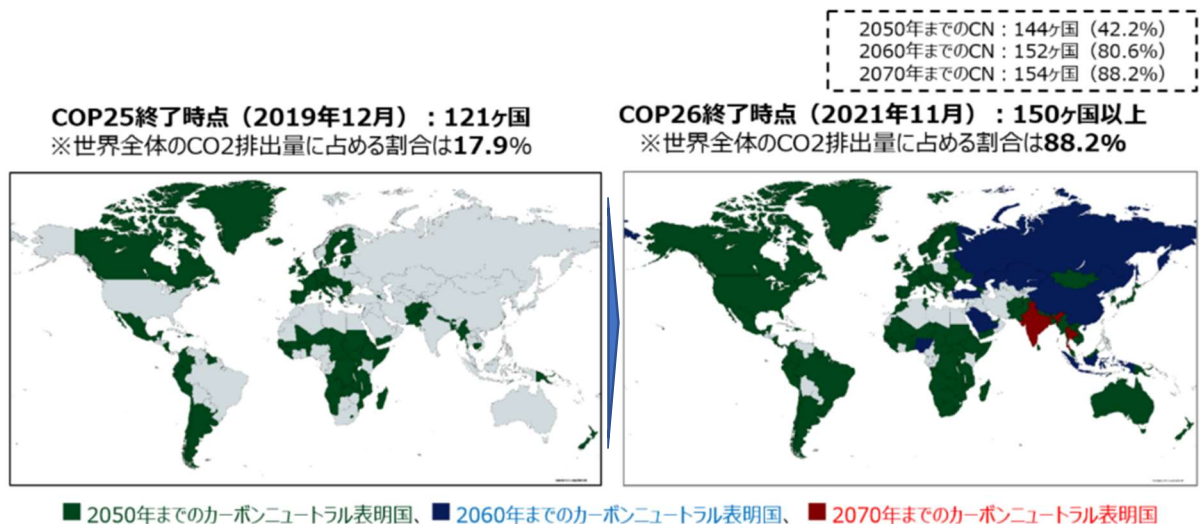 2050年までのCN：144ヶ国（42.2%）
2060年までのCN：152ヶ国（80.6%）
2070年までのCN：154ヶ国（88.2%）
COP25終了時点（2019年12月）：121ヶ国
※世界全体のCO2排出量に占める割合は17.9%
COP26終了時点（2021年11月）：150ヶ国以上
※世界全体のCO2排出量に占める割合は88.2%
■2050年までのカーボンニュートラル表明国、■2060年までのカーボンニュートラル表明国、■2070年までのカーボンニュートラル表明国